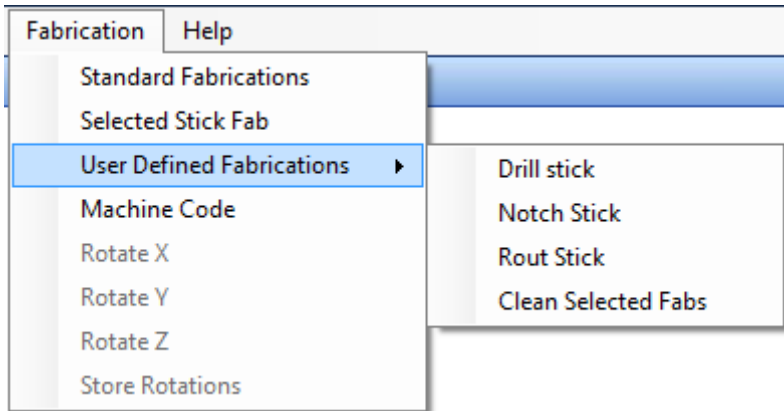 Fabrication Help
Standard Fabrications
Selected Stick Fab
User Defined Fabrications
Machine Code
Rotate X
Rotate Y
Rotate Z
Store Rotations
Drill stick
Notch Stick
Rout Stick
Clean Selected Fabs